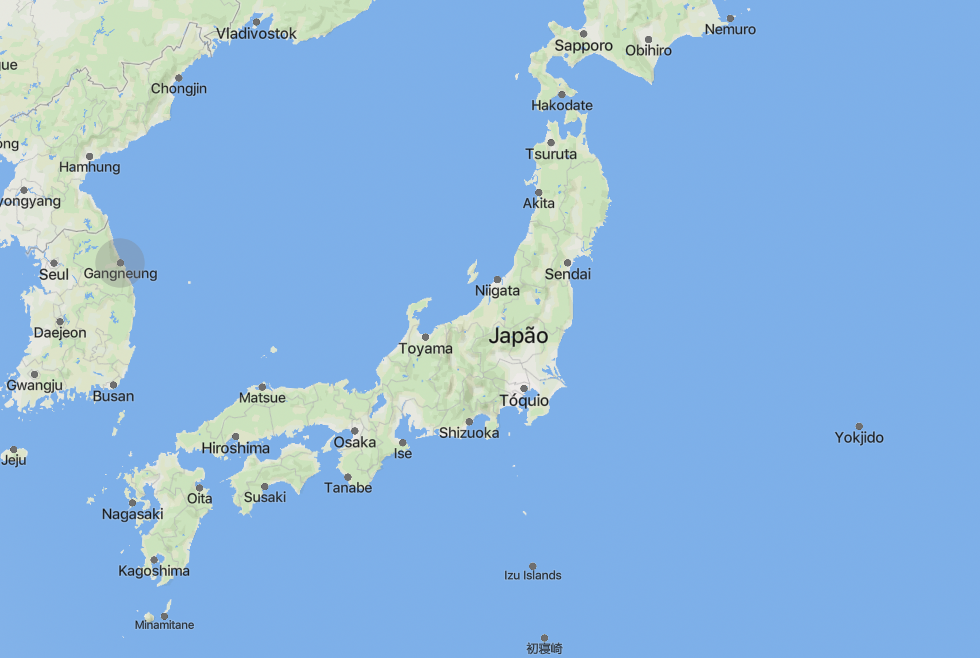 Nemuro
Vladivostok
Sapporo
Obihiro
ue
Chongjin
Hakodate
ong
Tsuruta
Hamhung
yongyang
Akita
Seul
Gangneung
Sendai
Niigata
Daejeon
Japão
Toyama
Gwangju
Busan
Matsue
Tóquio
Shizuoka
Yokjido
Hiroshima
Osaka
Ise
Jeju
Tanabe
Oita
Susaki
Nagasaki
Kagoshima
Izu Islands
Minamitane
初寝崎